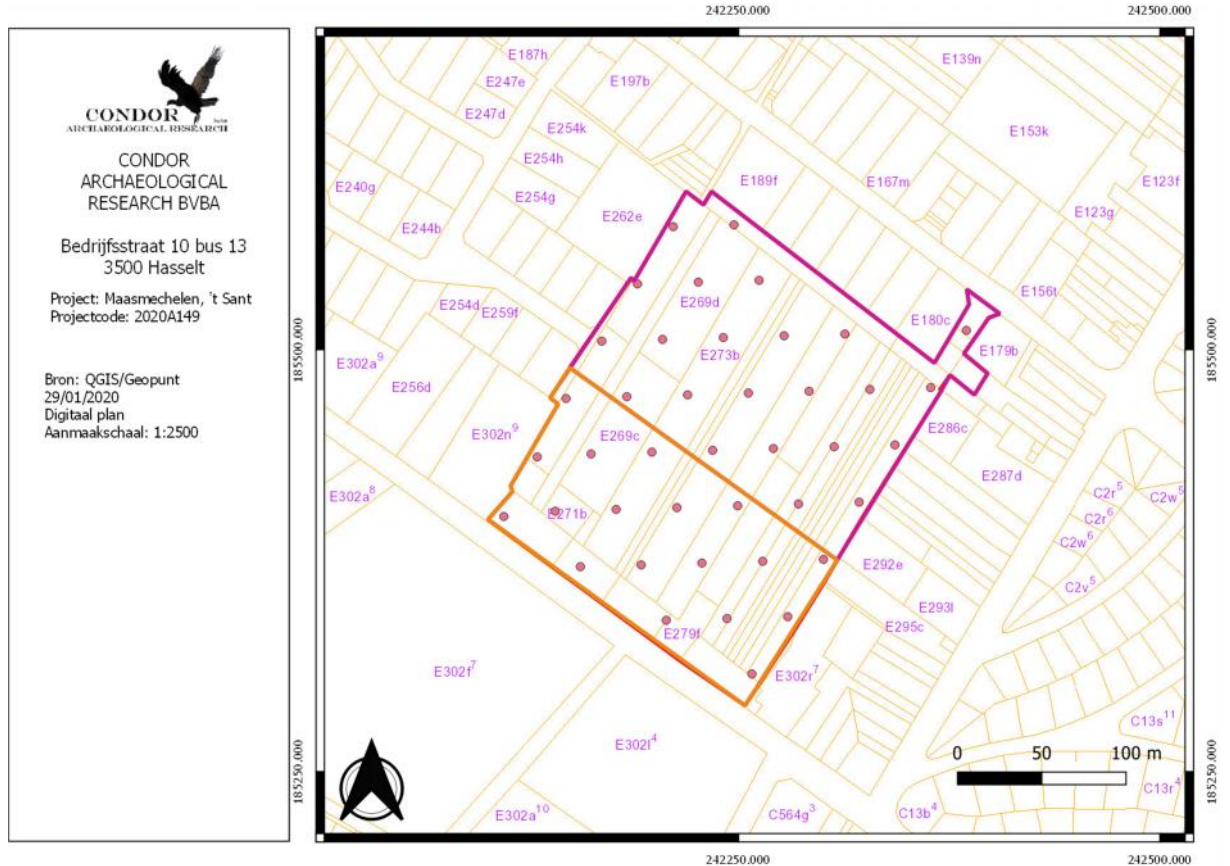 CONDOR bvba
ARCHAEOLOGICAL RESEARCH
CONDOR
ARCHAEOLOGICAL
RESEARCH BVBA
Bedrijfsstraat 10 bus 13
3500 Hasselt
Project: Maasmechelen, 't Sant
Projectcode: 2020A149
Bron: QGIS/Geopunt
29/01/2020
Digitaal plan
Aanmaakschaal: 1:2500
242250.000
242500.000
185500.000
185500.000
185250.000
185250.000
242250.000
242500.000
E187h
E247e
E247d
E197b
E139n
E254k
E153k
E254h
E254g
E240g
E244b
E262e
E189f
E167m
E123f
E123g
E254d
E259f
E269d
E156t
E180c
E179b
E273b
E302a⁹
E256d
E302n⁹
E269c
E286c
E287d
E302a⁸
E271b
C2r⁵
C2w⁵
C2r⁶
C2w⁶
C2v⁵
E292e
E293l
E295c
E279f
E302f⁷
E302r⁷
E302l⁴
C13s¹¹
0 50 100 m
E302a¹⁰
C564g³
C13b⁴
C13r⁴